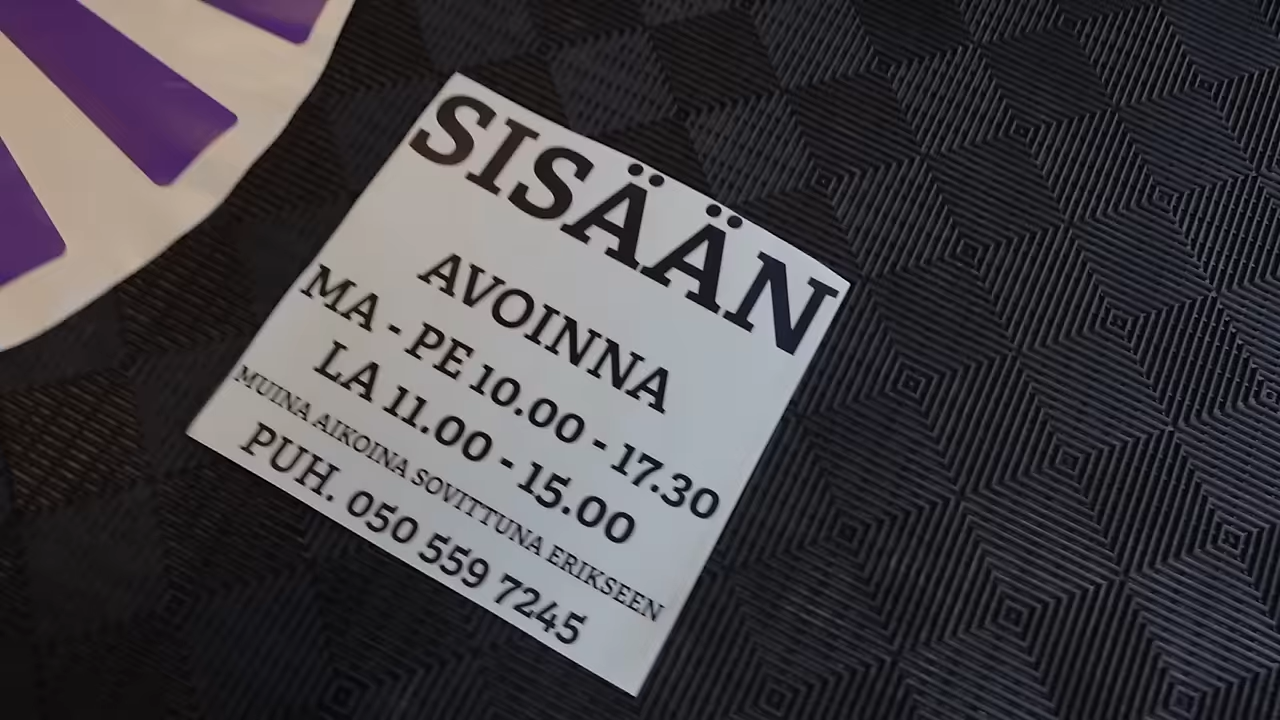 SISÄÄN
AVOINNA
MA - PE 10.00 - 17.30
LA 11.00 - 15.00
MUINA AIKOINA SOVITTUNA ERIKSEEN
PUH. 050 559 7245